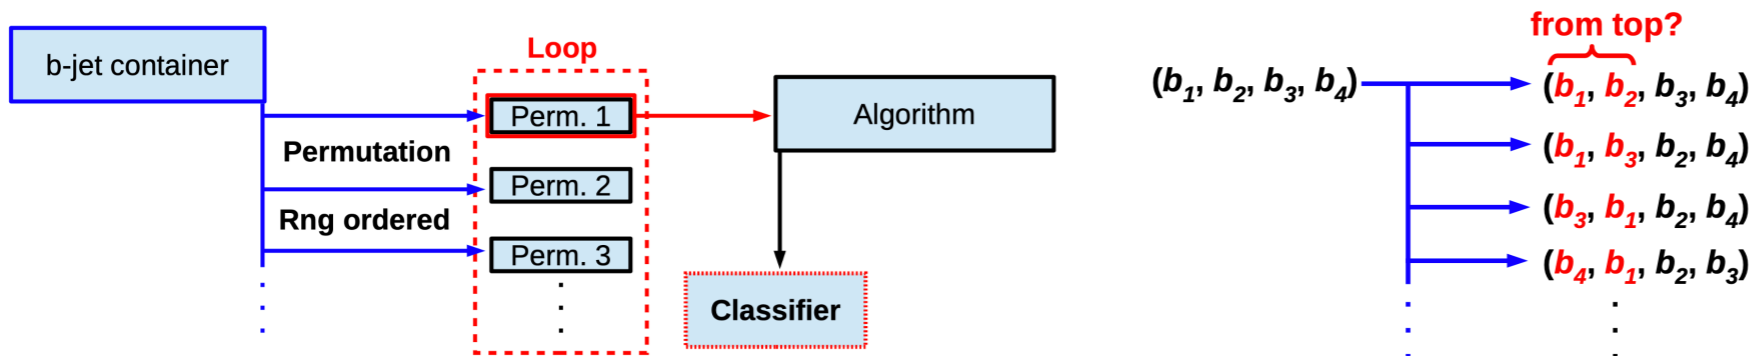 b-jet container
Loop
Perm. 1
Permutation
Perm. 2
Rng ordered
Perm. 3
Algorithm
Classifier
from top?
(b₁, b₂, b₃, b₄)
(b₁, b₂, b₃, b₄)
(b₁, b₃, b₂, b₄)
(b₃, b₁, b₂, b₄)
(b₄, b₁, b₂, b₃)